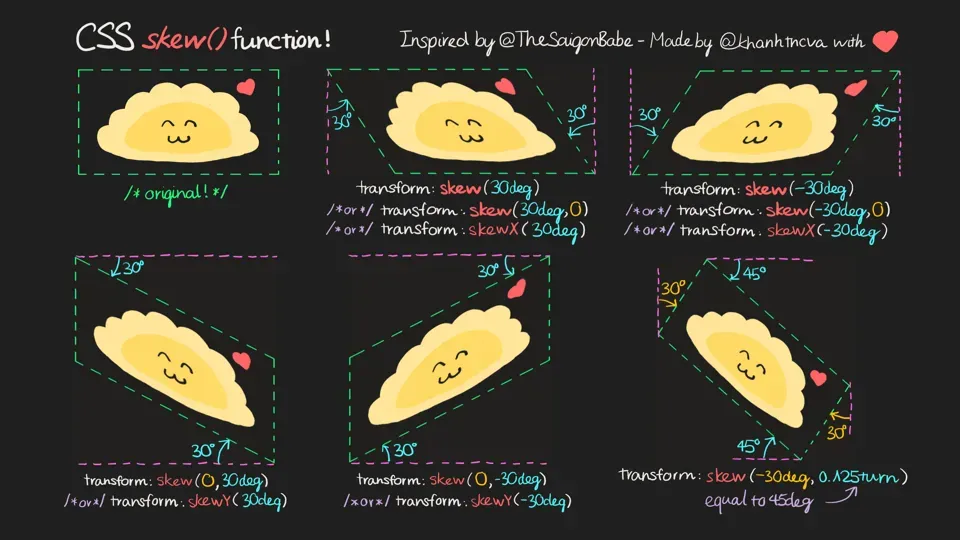 CSS skew() function!
Inspired by @TheSaigonBabe - Made by @khanhtncva with
30°
30°
30°
30°
/* original! */
transform: skew(30deg)
/*or*/ transform: skew(30deg,0)
/*or*/ transform: skewX(30deg)
transform: skew(-30deg)
/*or*/ transform: skew(-30deg,0)
/*or*/ transform: skewX(-30deg)
30°
30°
30°
45°
30°
30°
30°
45°
transform: skew(0,30deg)
/*or*/ transform: skewY(30deg)
transform: skew(0,-30deg)
/*or*/ transform: skewY(-30deg)
transform: skew(-30deg, 0.125turn)
equal to 45deg